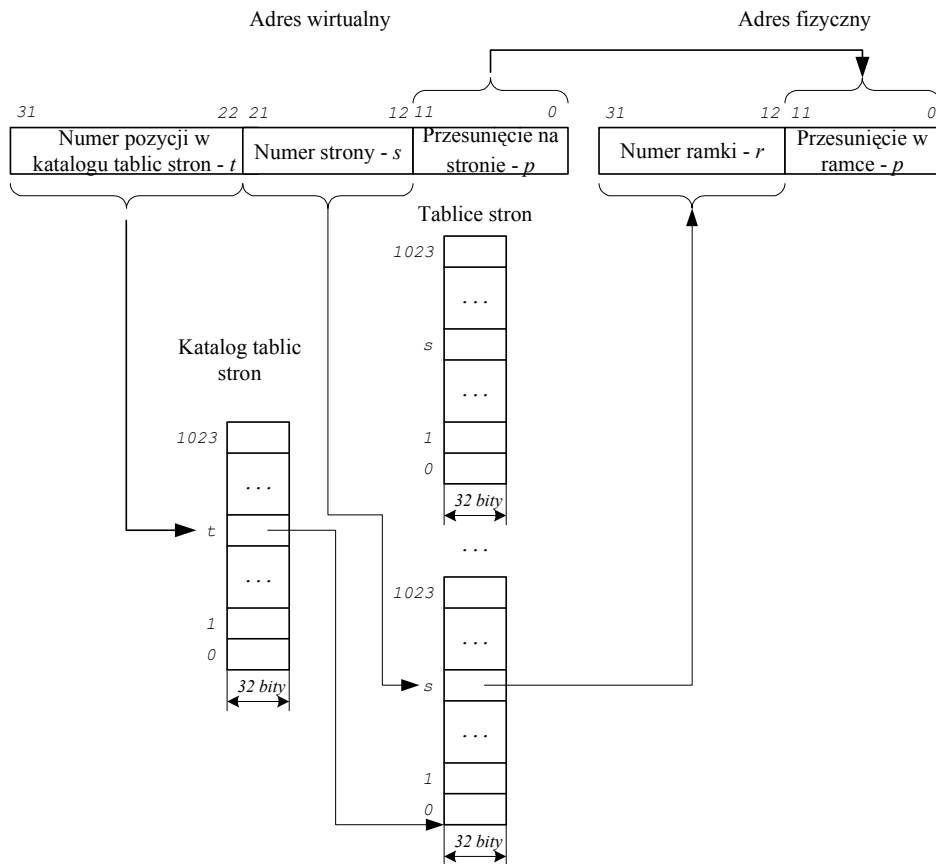 Adres wirtualny
Adres fizyczny
31 22 21 12 11 0
31 12 11 0
Numer pozycji w
katalogu tablic stron - t
Numer strony - s
Przesunięcie na
stronie - p
Numer ramki - r
Przesunięcie w
ramce - p
Tablice stron
1023
...
s
...
1
0
32 bity
...
Katalog tablic
stron
1023
...
t
...
1
0
32 bity
1023
...
s
...
1
0
32 bity